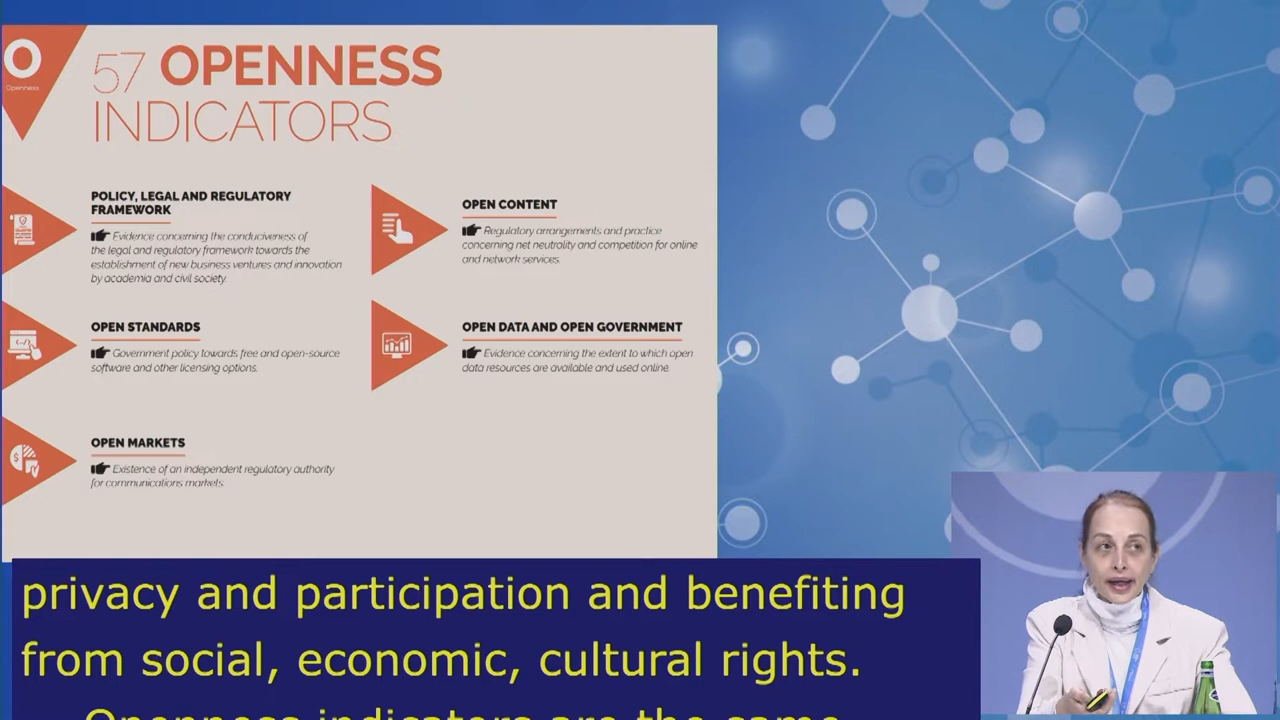 O
Openness
57 OPENNESS
INDICATORS
POLICY, LEGAL AND REGULATORY
FRAMEWORK
Evidence concerning the conduciveness of
the legal and regulatory framework towards the
establishment of new business ventures and innovation
by academia and civil society.
OPEN CONTENT
Regulatory arrangements and practice
concerning net neutrality and competition for online
and network services.
OPEN STANDARDS
Government policy towards free and open-source
software and other licensing options.
OPEN DATA AND OPEN GOVERNMENT
Evidence concerning the extent to which open
data resources are available and used online.
OPEN MARKETS
Existence of an independent regulatory authority
for communications markets.
privacy and participation and benefiting
from social, economic, cultural rights.
Openness indicators are the same